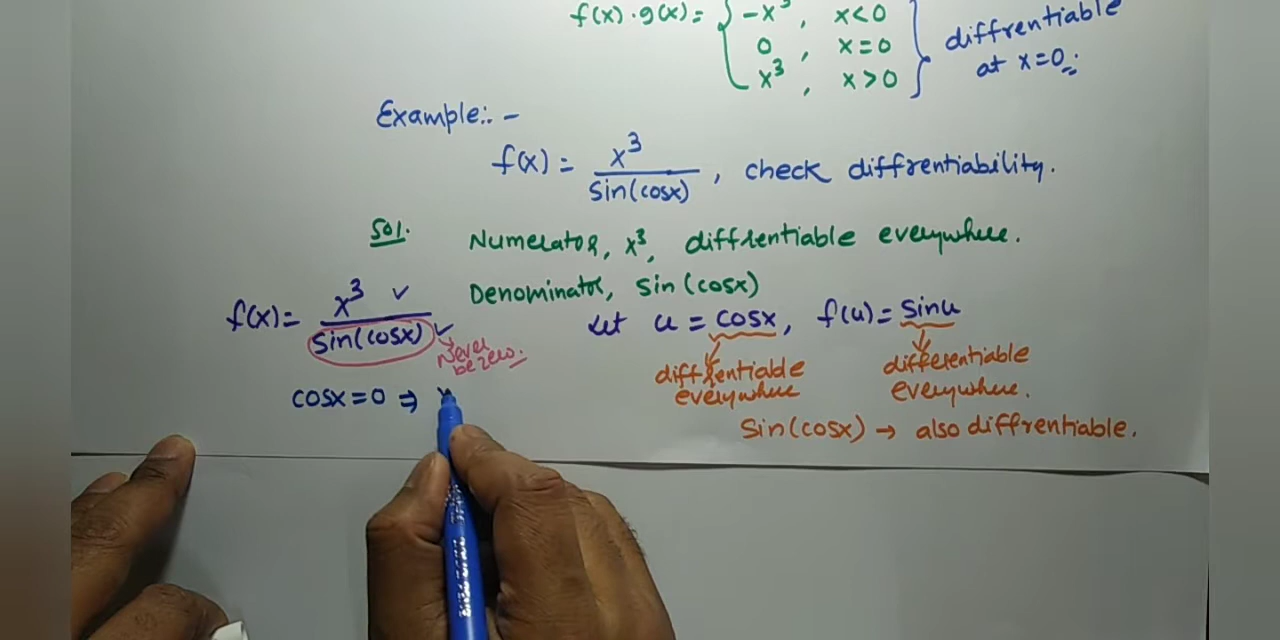 f(x)·g(x) = { -x³, x<0
0, x=0
x³, x>0 } diffrentiable
at x=0
Example:-
f(x) = x³ / sin(cosx), check diffrentiability.
Sol.
Numerator, x³, diffrentiable everywhere.
Denominator, sin(cosx)
f(x) = x³ ✓ / sin(cosx) ✓
Never
be zero.
Let u = cosx, f(u) = sinu
diffrentiable
everywhere
differentiable
everywhere.
cosx = 0 ⇒
Sin(cosx) → also diffrentiable.